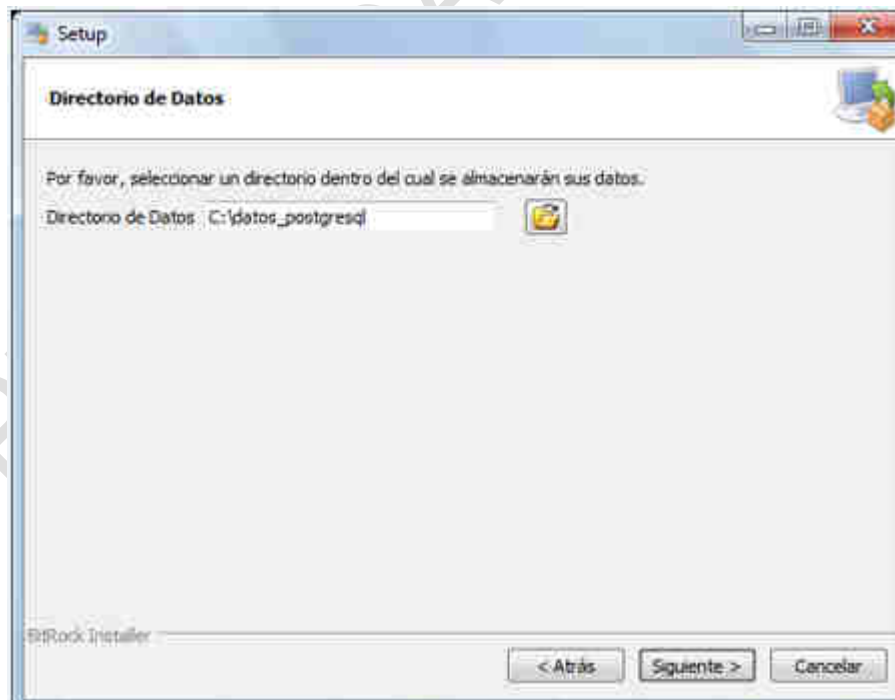 Setup
Directorio de Datos
Por favor, seleccionar un directorio dentro del cual se almacenarán sus datos.
Directorio de Datos C:\datos_postgresql
BitRock Installer
< Atrás Siguiente > Cancelar